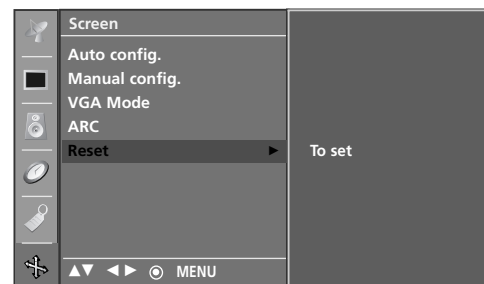 Screen
Auto config.
Manual config.
VGA Mode
ARC
Reset ► To set
▲▼ ◄► ⦿ MENU